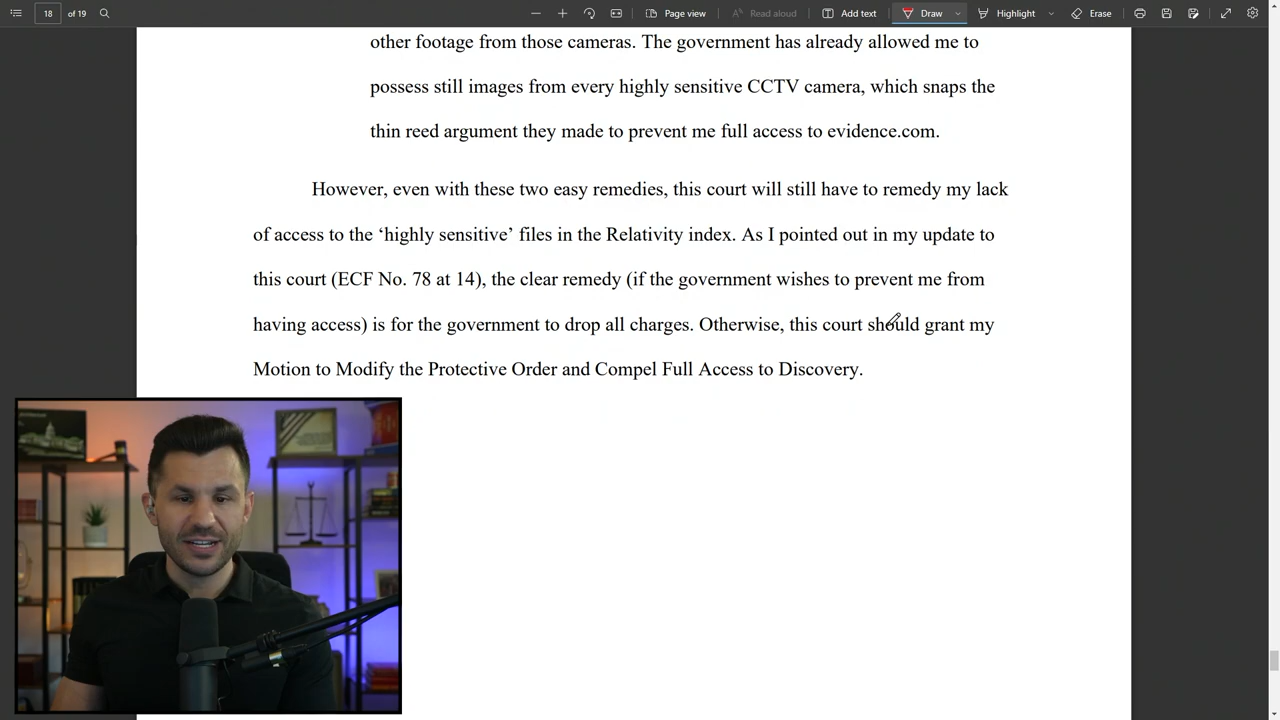 18 of 19
Page view
Read aloud
Add text
Draw
Highlight
Erase
other footage from those cameras. The government has already allowed me to
possess still images from every highly sensitive CCTV camera, which snaps the
thin reed argument they made to prevent me full access to evidence.com.
However, even with these two easy remedies, this court will still have to remedy my lack
of access to the ‘highly sensitive’ files in the Relativity index. As I pointed out in my update to
this court (ECF No. 78 at 14), the clear remedy (if the government wishes to prevent me from
having access) is for the government to drop all charges. Otherwise, this court should grant my
Motion to Modify the Protective Order and Compel Full Access to Discovery.